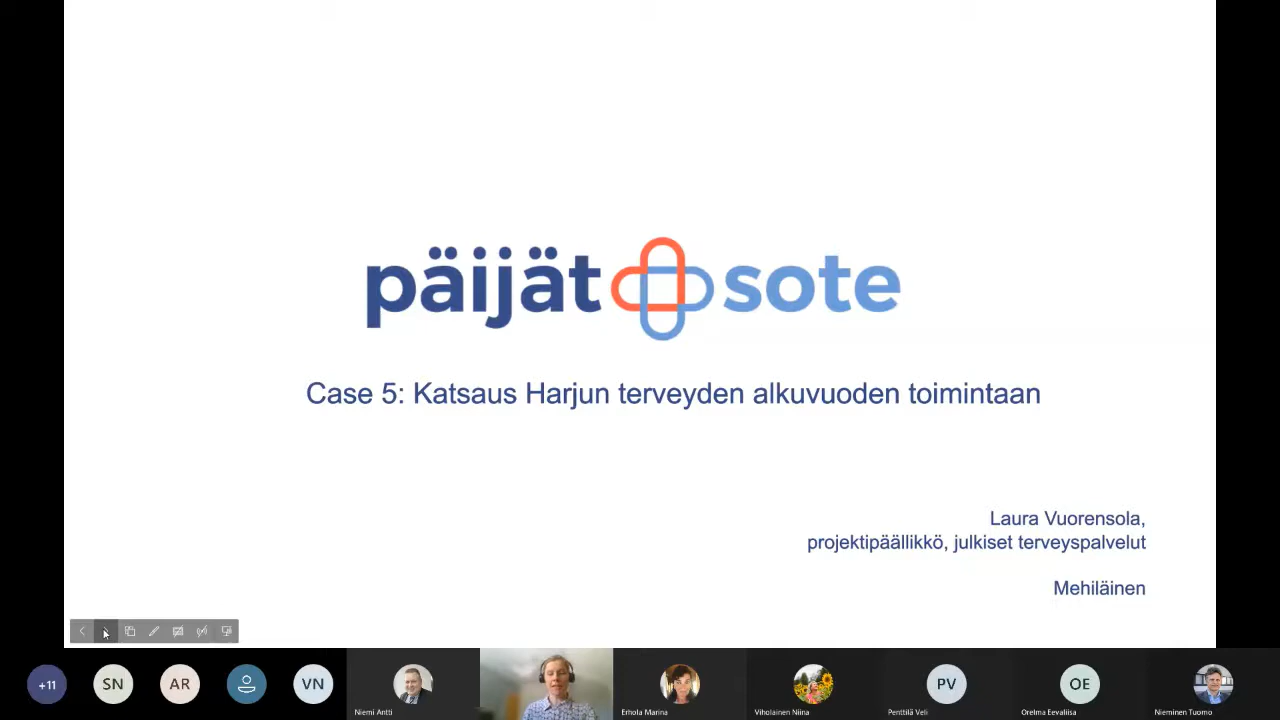 päijät sote
Case 5: Katsaus Harjun terveyden alkuvuoden toimintaan
Laura Vuorensola,
projektipäällikkö, julkiset terveyspalvelut
Mehiläinen
+11
SN
AR
VN
PV
OE
Niemi Antti
Erhola Marina
Viholainen Niina
Penttilä Veli
Orelma Eevaliisa
Nieminen Tuomo